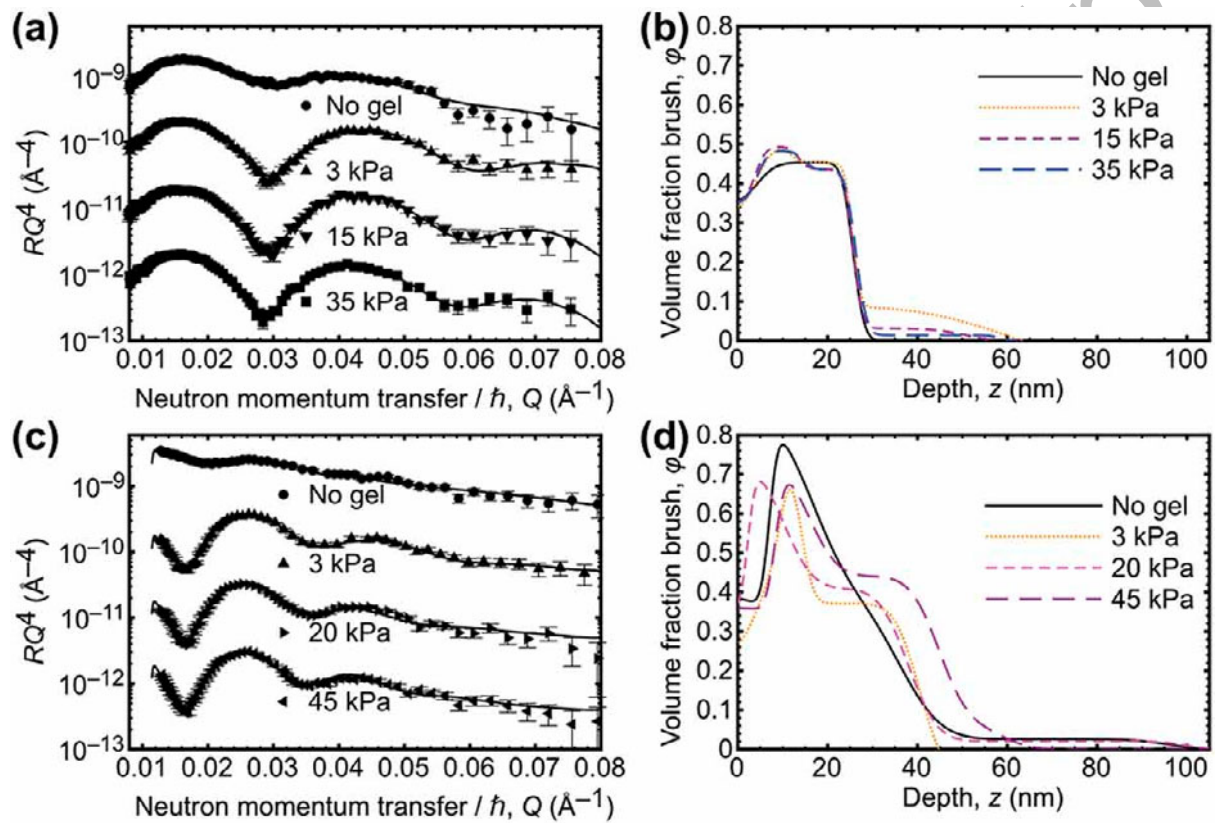 (a)
RQ⁴ (Å⁻⁴)
10⁻⁹
10⁻¹⁰
10⁻¹¹
10⁻¹²
10⁻¹³
No gel
3 kPa
15 kPa
35 kPa
0.01 0.02 0.03 0.04 0.05 0.06 0.07 0.08
Neutron momentum transfer / ℏ, Q (Å⁻¹)
(b)
Volume fraction brush, φ
0.8
0.7
0.6
0.5
0.4
0.3
0.2
0.1
0
No gel
3 kPa
15 kPa
35 kPa
0 20 40 60 80 100
Depth, z (nm)
(c)
RQ⁴ (Å⁻⁴)
10⁻⁹
10⁻¹⁰
10⁻¹¹
10⁻¹²
10⁻¹³
No gel
3 kPa
20 kPa
45 kPa
0.01 0.02 0.03 0.04 0.05 0.06 0.07 0.08
Neutron momentum transfer / ℏ, Q (Å⁻¹)
(d)
Volume fraction brush, φ
0.8
0.7
0.6
0.5
0.4
0.3
0.2
0.1
0
No gel
3 kPa
20 kPa
45 kPa
0 20 40 60 80 100
Depth, z (nm)